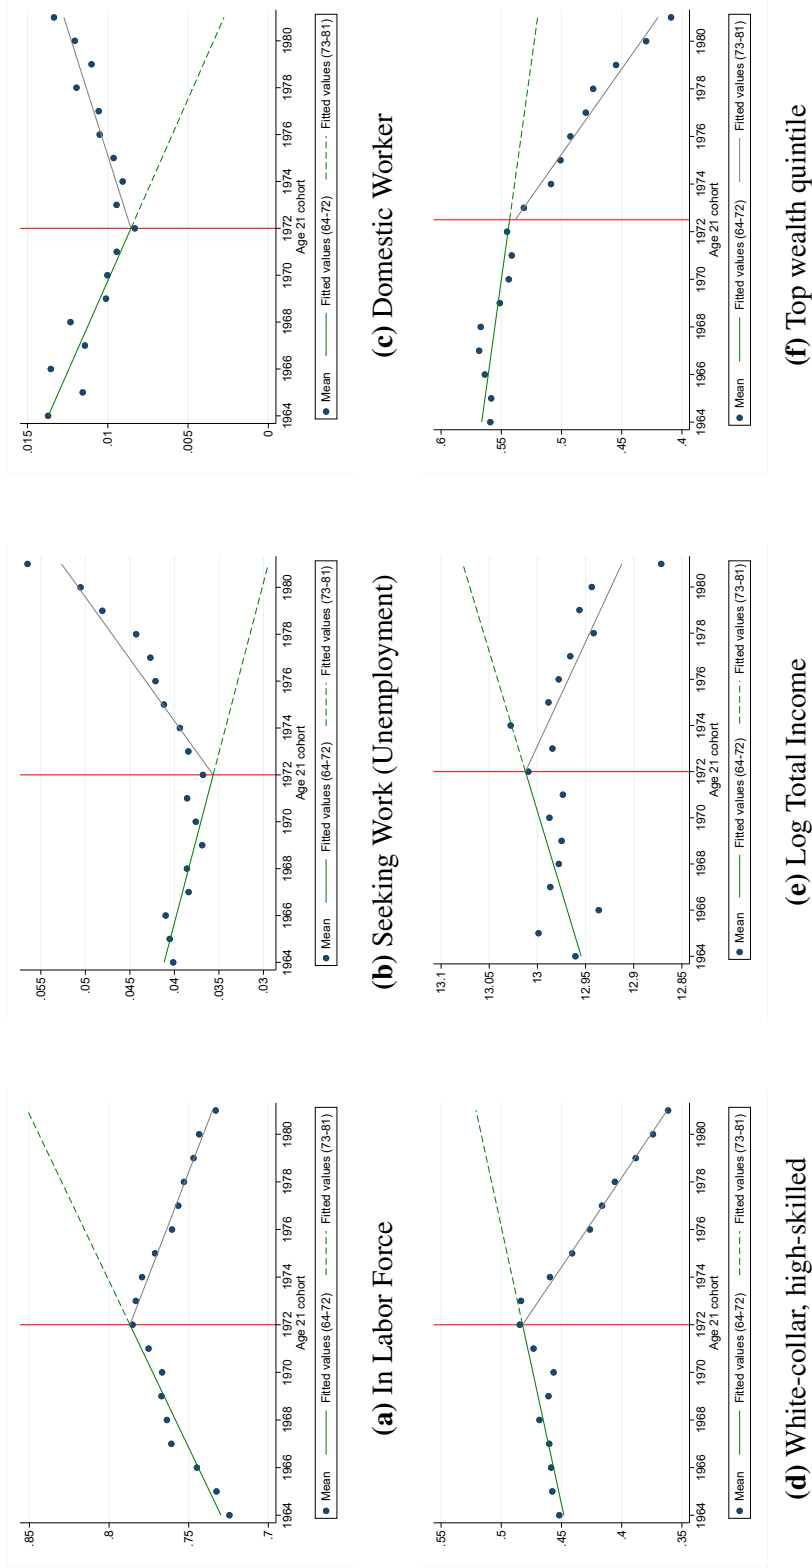 .85
.8
.75
.7
1964 1966 1968 1970 1972 1974 1976 1978 1980
Age 21 cohort
Mean Fitted values (64-72) Fitted values (73-81)
(a) In Labor Force
.055
.05
.045
.04
.035
.03
1964 1966 1968 1970 1972 1974 1976 1978 1980
Age 21 cohort
Mean Fitted values (64-72) Fitted values (73-81)
(b) Seeking Work (Unemployment)
.015
.01
.005
0
1964 1966 1968 1970 1972 1974 1976 1978 1980
Age 21 cohort
Mean Fitted values (64-72) Fitted values (73-81)
(c) Domestic Worker
.55
.5
.45
.4
.35
1964 1966 1968 1970 1972 1974 1976 1978 1980
Age 21 cohort
Mean Fitted values (64-72) Fitted values (73-81)
(d) White-collar, high-skilled
13.1
13.05
13
12.95
12.9
12.85
1964 1966 1968 1970 1972 1974 1976 1978 1980
Age 21 cohort
Mean Fitted values (64-72) Fitted values (73-81)
(e) Log Total Income
.6
.55
.5
.45
.4
1964 1966 1968 1970 1972 1974 1976 1978 1980
Age 21 cohort
Mean Fitted values (64-72) Fitted values (73-81)
(f) Top wealth quintile